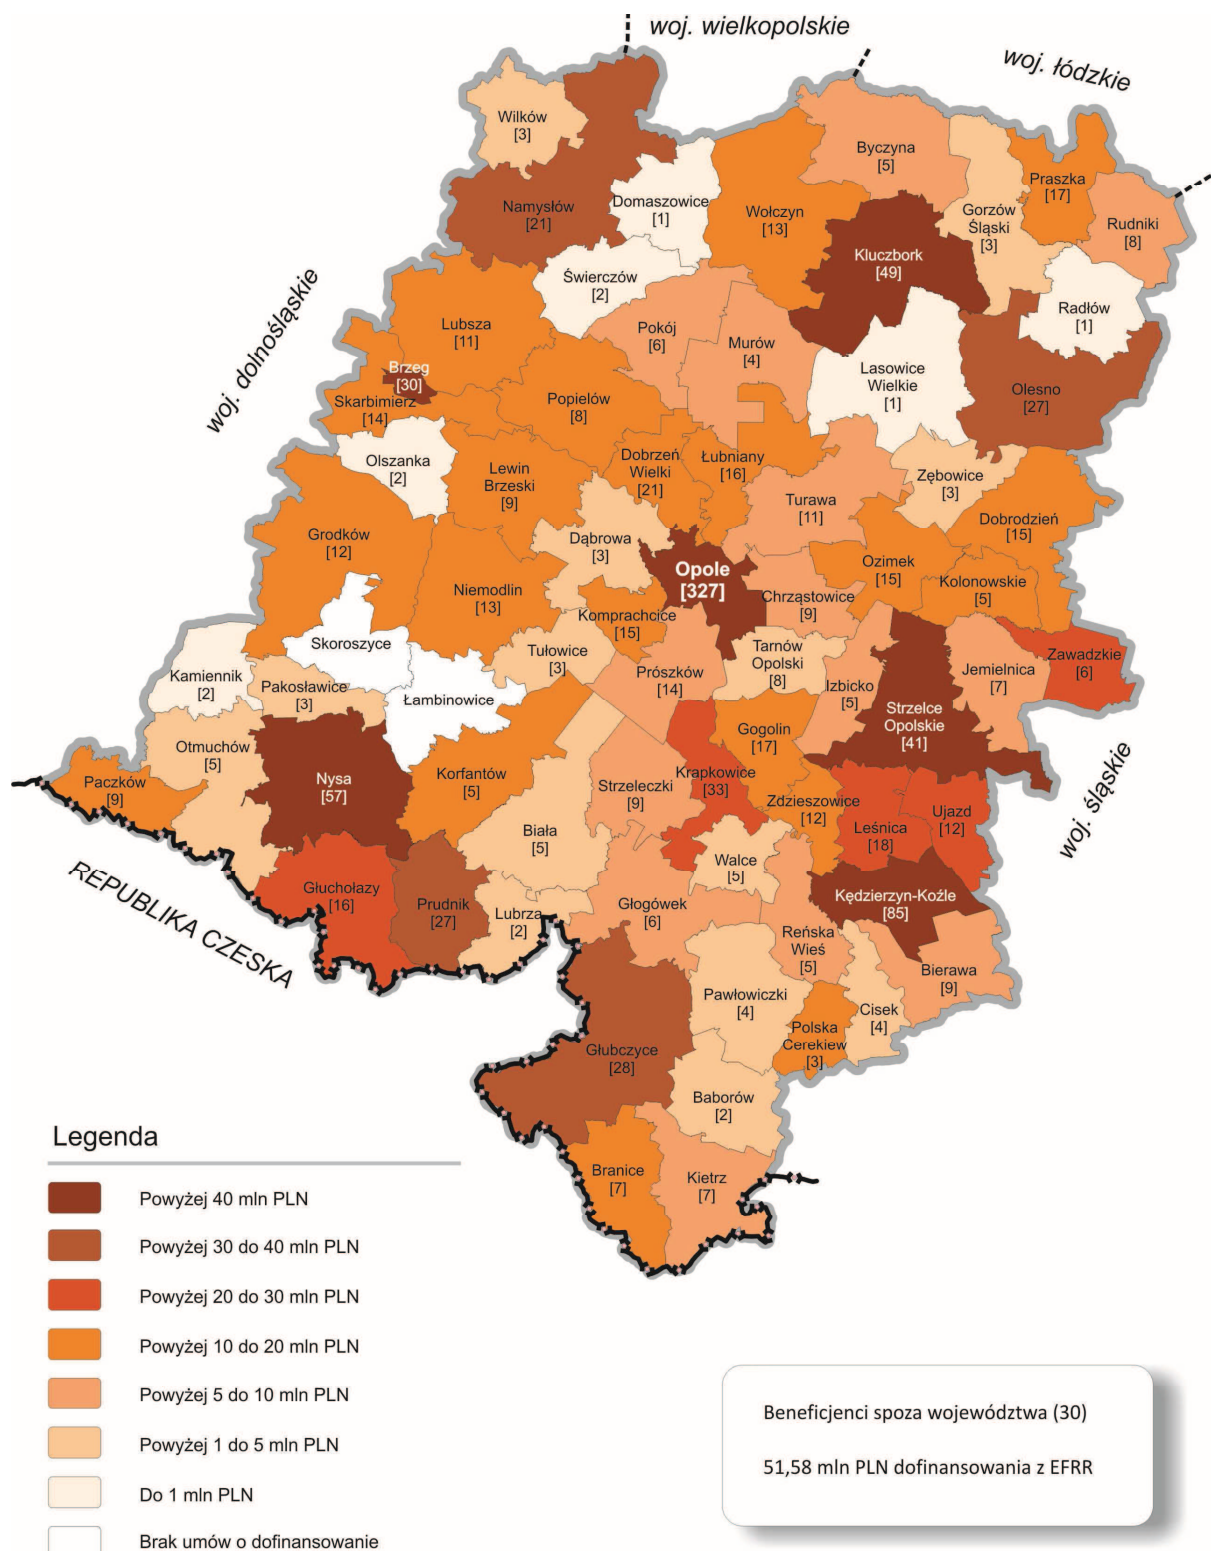 woj. wielkopolskie
woj. łódzkie
Wilków
[3]
Byczyna
[5]
Praszka
[17]
Namysłów
[21]
Domaszowice
[1]
Wołczyn
[13]
Gorzów
Śląski
[3]
Rudniki
[8]
Kluczbork
[49]
Świerczów
[2]
Radłów
[1]
woj. dolnośląskie
Lubsza
[11]
Pokój
[6]
Murów
[4]
Lasowice
Wielkie
[1]
Olesno
[27]
Brzeg
[30]
Skarbimierz
[14]
Popielów
[8]
Olszanka
[2]
Lewin
Brzeski
[9]
Dobrzeń
Wielki
[21]
Łubniany
[16]
Turawa
[11]
Zębowice
[3]
Dobrodzień
[15]
Grodków
[12]
Dąbrowa
[3]
Opole
[327]
Ozimek
[15]
Kolonowskie
[5]
Niemodlin
[13]
Komprachcice
[15]
Chrząstowice
[9]
Skoroszyce
Tułowice
[3]
Tarnów
Opolski
[8]
Zawadzkie
[6]
Kamiennik
[2]
Pakosławice
[3]
Łambinowice
Prószków
[14]
Izbicko
[5]
Jemielnica
[7]
Strzelce
Opolskie
[41]
Otmuchów
[5]
Gogolin
[17]
woj. śląskie
Paczków
[9]
Nysa
[57]
Korfantów
[5]
Strzeleczki
[9]
Krapkowice
[33]
Zdzieszowice
[12]
Leśnica
[18]
Ujazd
[12]
Biała
[5]
Walce
[5]
REPUBLIKA CZESKA
Głuchołazy
[16]
Prudnik
[27]
Lubrza
[2]
Głogówek
[6]
Kędzierzyn-Koźle
[85]
Reńska
Wieś
[5]
Bierawa
[9]
Pawłowiczki
[4]
Cisek
[4]
Polska
Cerekiew
[3]
Głubczyce
[28]
Baborów
[2]
Branice
[7]
Kietrz
[7]
Legenda
Powyżej 40 mln PLN
Powyżej 30 do 40 mln PLN
Powyżej 20 do 30 mln PLN
Powyżej 10 do 20 mln PLN
Powyżej 5 do 10 mln PLN
Powyżej 1 do 5 mln PLN
Do 1 mln PLN
Brak umów o dofinansowanie
Beneficjenci spoza województwa (30)
51,58 mln PLN dofinansowania z EFRR